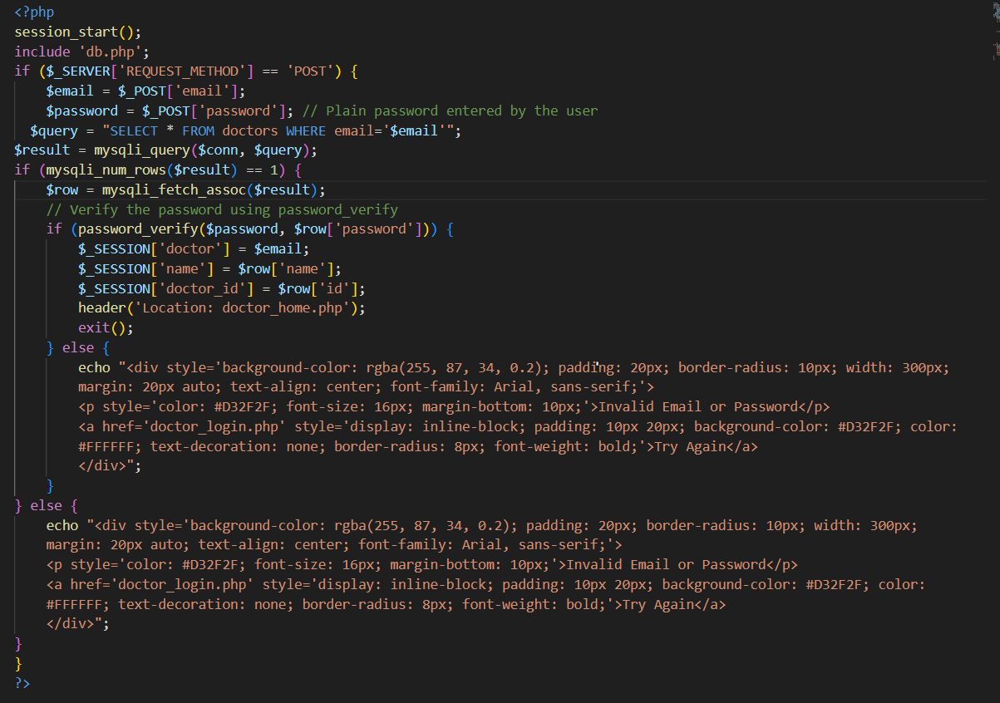 <?php
session_start();
include 'db.php';
if ($_SERVER['REQUEST_METHOD'] == 'POST') {
    $email = $_POST['email'];
    $password = $_POST['password']; // Plain password entered by the user
  $query = "SELECT * FROM doctors WHERE email='$email'";
$result = mysqli_query($conn, $query);
if (mysqli_num_rows($result) == 1) {
    $row = mysqli_fetch_assoc($result);
    // Verify the password using password_verify
    if (password_verify($password, $row['password'])) {
        $_SESSION['doctor'] = $email;
        $_SESSION['name'] = $row['name'];
        $_SESSION['doctor_id'] = $row['id'];
        header('Location: doctor_home.php');
        exit();
    } else {
        echo "<div style='background-color: rgba(255, 87, 34, 0.2); padding: 20px; border-radius: 10px; width: 300px;
        margin: 20px auto; text-align: center; font-family: Arial, sans-serif;'>
        <p style='color: #D32F2F; font-size: 16px; margin-bottom: 10px;'>Invalid Email or Password</p>
        <a href='doctor_login.php' style='display: inline-block; padding: 10px 20px; background-color: #D32F2F; color:
        #FFFFFF; text-decoration: none; border-radius: 8px; font-weight: bold;'>Try Again</a>
        </div>";
    }
} else {
    echo "<div style='background-color: rgba(255, 87, 34, 0.2); padding: 20px; border-radius: 10px; width: 300px;
    margin: 20px auto; text-align: center; font-family: Arial, sans-serif;'>
    <p style='color: #D32F2F; font-size: 16px; margin-bottom: 10px;'>Invalid Email or Password</p>
    <a href='doctor_login.php' style='display: inline-block; padding: 10px 20px; background-color: #D32F2F; color:
    #FFFFFF; text-decoration: none; border-radius: 8px; font-weight: bold;'>Try Again</a>
    </div>";
}
}
?>